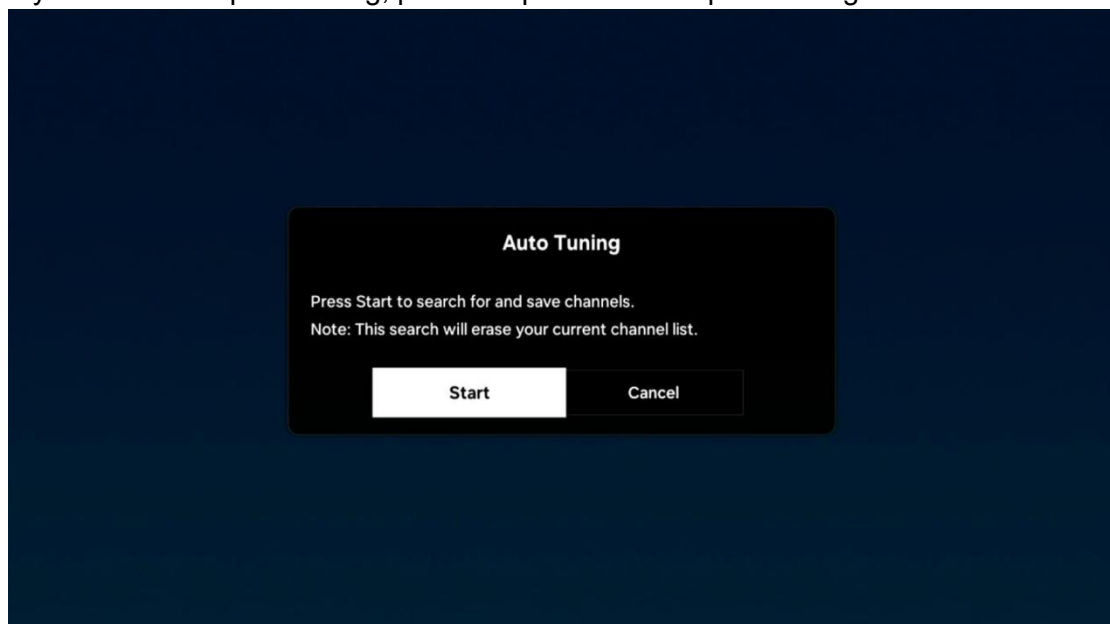 Auto Tuning
Press Start to search for and save channels.
Note: This search will erase your current channel list.
Start
Cancel